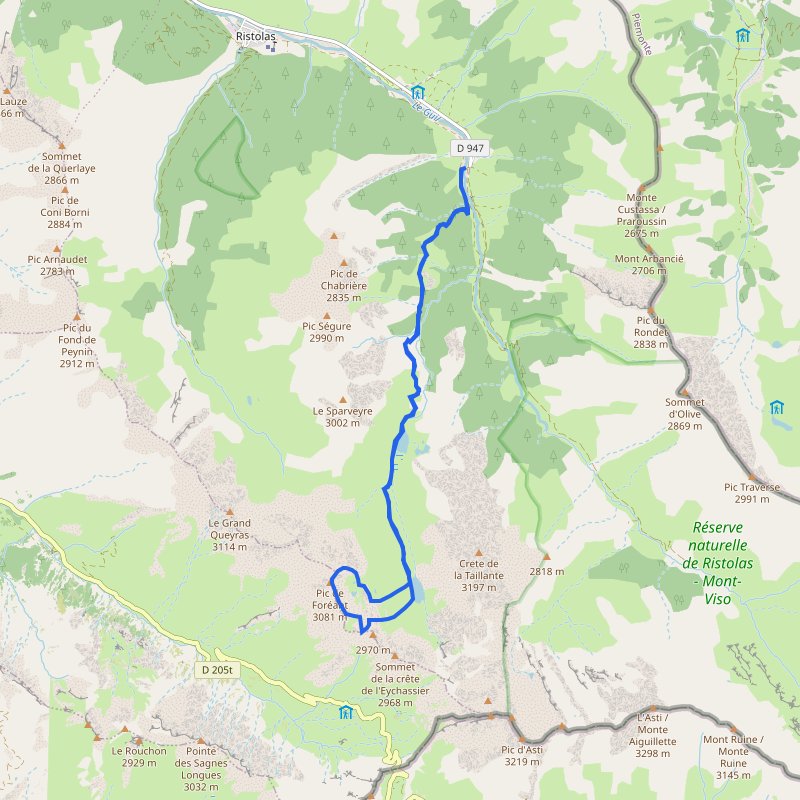 Ristolas
Piemonte
Lauze
66 m
Le Guil
D 947
Sommet
de la Querlaye
2866 m
Pic de
Coni Borni
2884 m
Monte
Custassa /
Praroussin
2675 m
Pic Arnaudet
2783 m
Mont Arbancié
2706 m
Pic de
Chabrière
2835 m
Pic du
Fond de
Peynin
2912 m
Pic Ségure
2990 m
Pic du
Rondet
2838 m
Le Sparveyre
3002 m
Sommet
d'Olive
2869 m
Pic Traverse
2991 m
Le Grand
Queyras
3114 m
Réserve
naturelle
de Ristolas
- Mont-
Viso
Crete de
la Taillante
3197 m
2818 m
Pic de
Foréant
3081 m
2970 m
D 205t
Sommet
de la crête
de l'Eychassier
2968 m
Le Rouchon
2929 m
Pointe
des Sagnes
Longues
3032 m
Pic d'Asti
3219 m
L'Asti /
Monte
Aiguillette
3298 m
Mont Ruine /
Monte
Ruine
3145 m